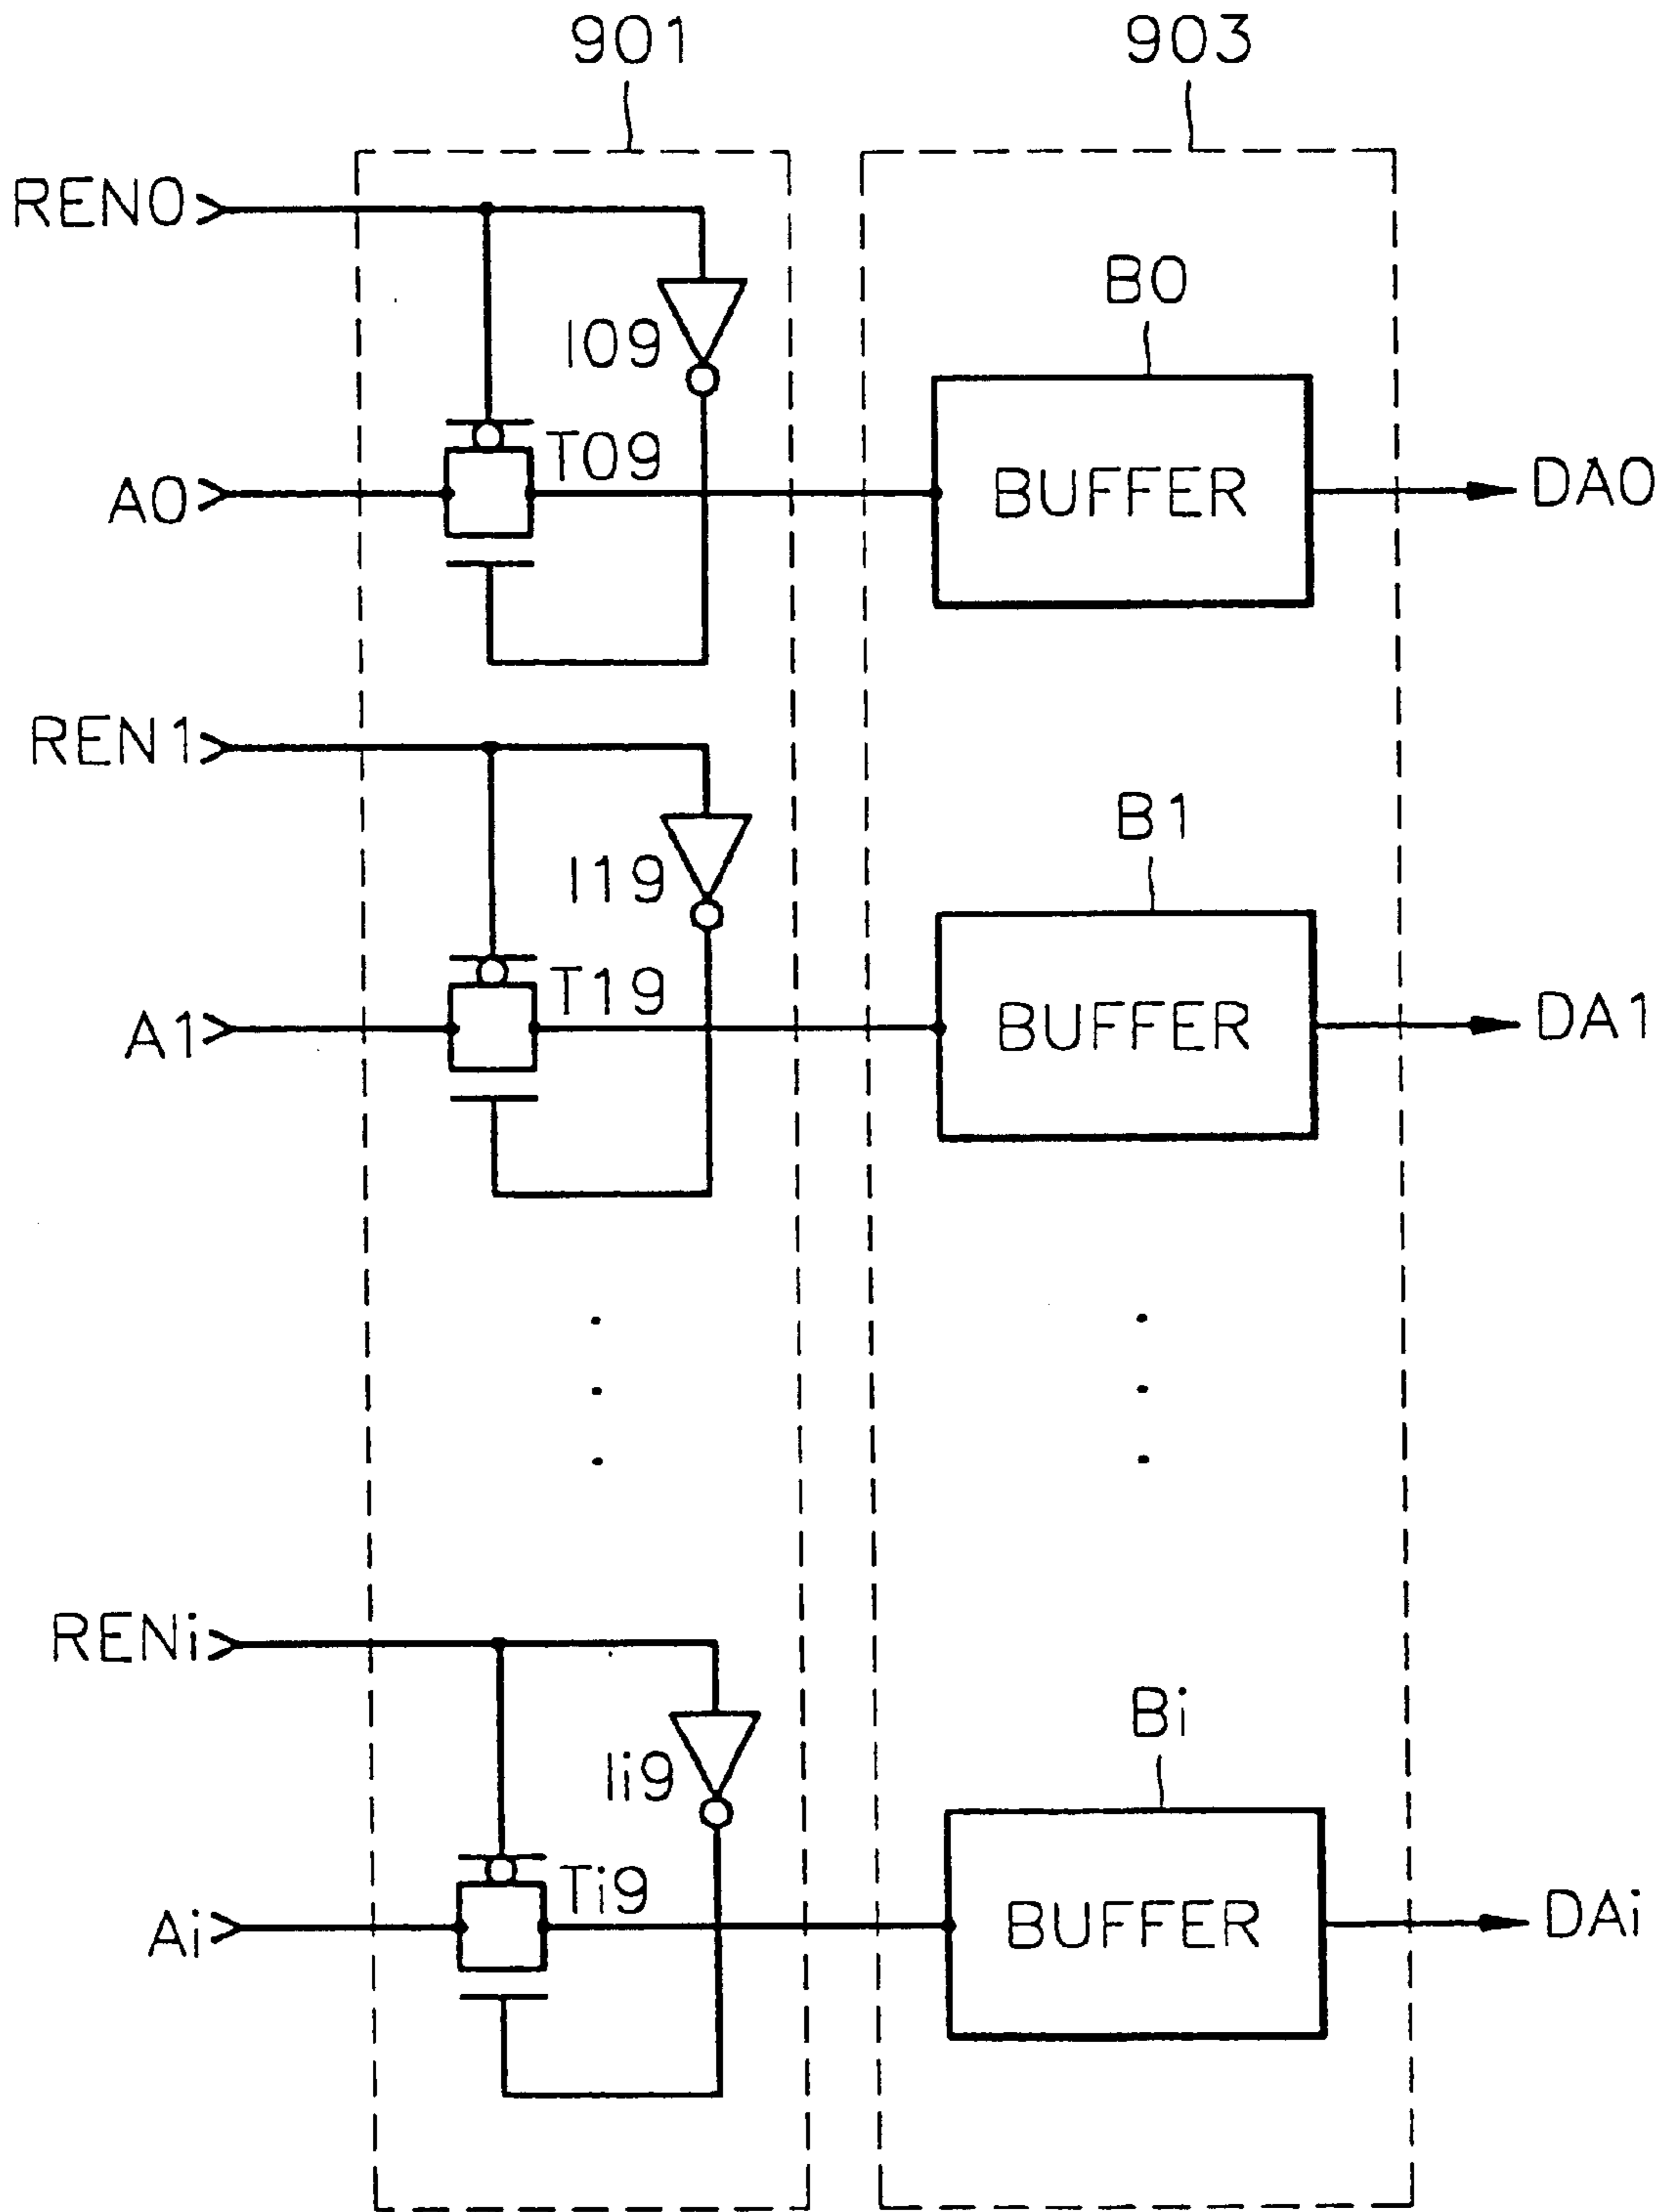 901
903
REN0
B0
I09
T09
A0
BUFFER
DA0
REN1
B1
I19
T19
A1
BUFFER
DA1
RENi
Bi
Ii9
Ti9
Ai
BUFFER
DAi